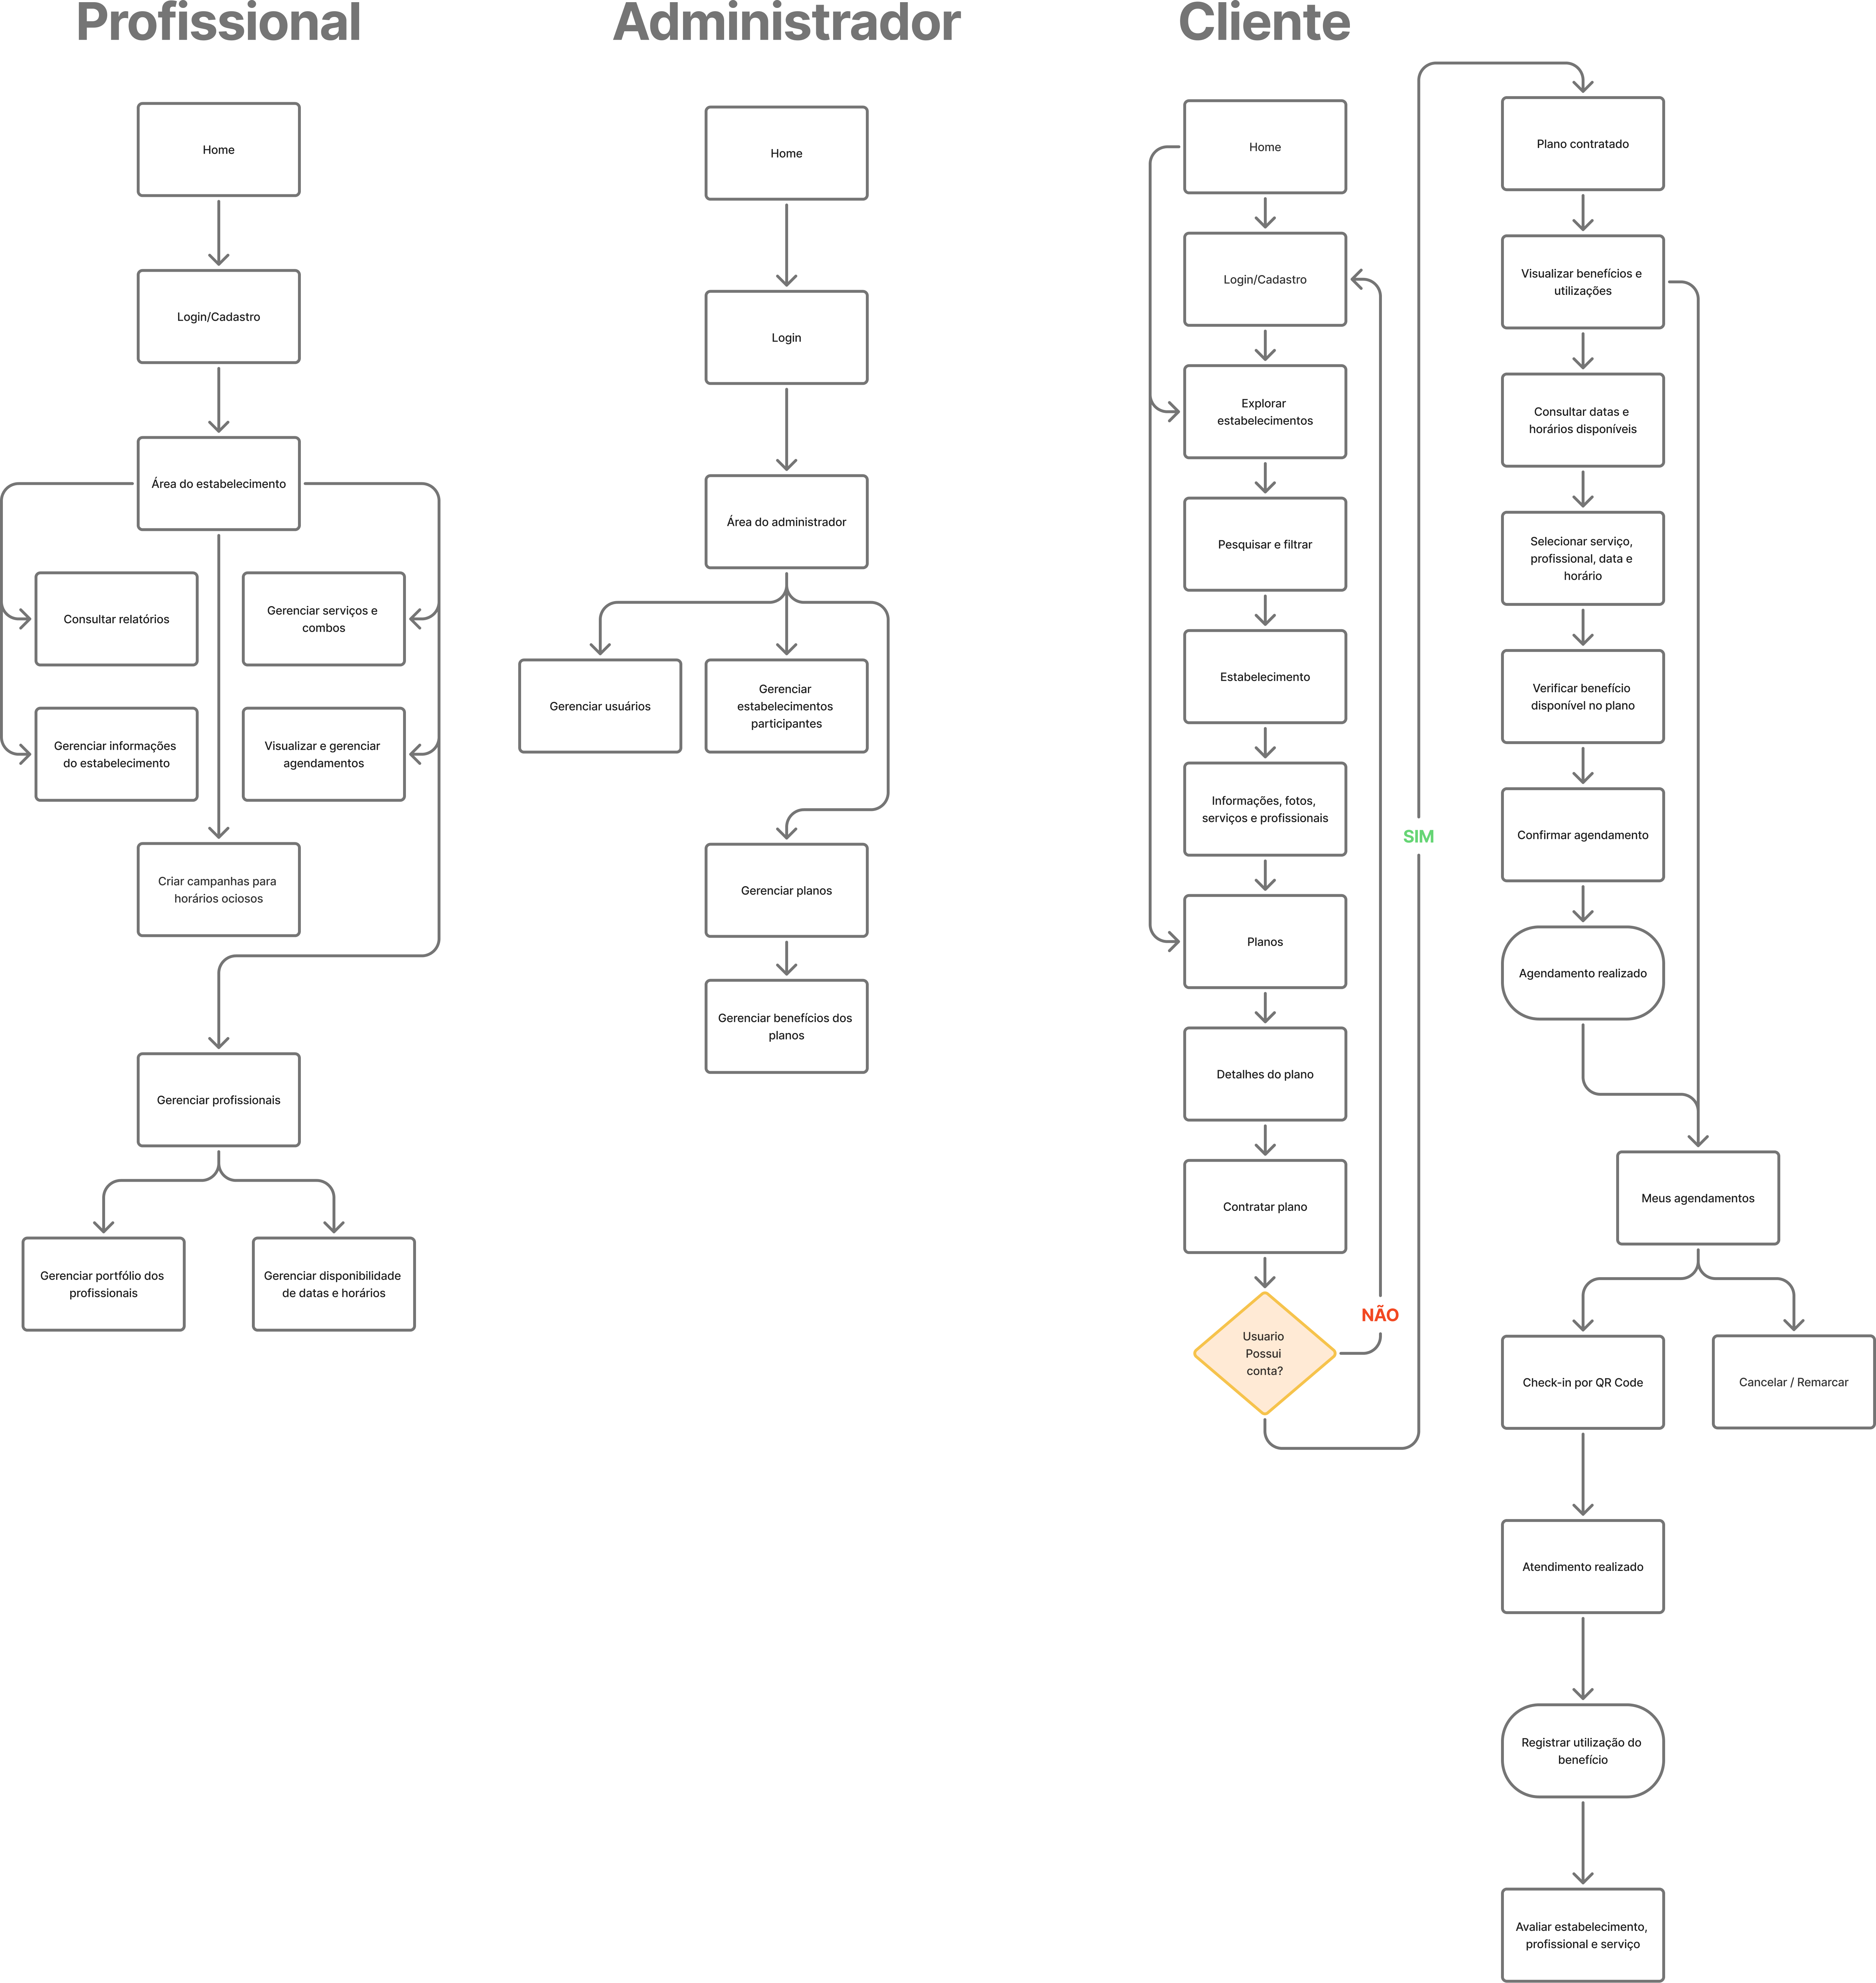 Profissional
Home
Login/Cadastro
Área do estabelecimento
Consultar relatórios
Gerenciar serviços e
combos
Gerenciar informações
do estabelecimento
Visualizar e gerenciar
agendamentos
Criar campanhas para
horários ociosos
Gerenciar profissionais
Gerenciar portfólio dos
profissionais
Gerenciar disponibilidade
de datas e horários
Administrador
Home
Login
Área do administrador
Gerenciar usuários
Gerenciar
estabelecimentos
participantes
Gerenciar planos
Gerenciar benefícios dos
planos
Cliente
Home
Login/Cadastro
Explorar
estabelecimentos
Pesquisar e filtrar
Estabelecimento
Informações, fotos,
serviços e profissionais
Planos
Detalhes do plano
Contratar plano
Usuario
Possui
conta?
NÃO
SIM
Plano contratado
Visualizar benefícios e
utilizações
Consultar datas e
horários disponíveis
Selecionar serviço,
profissional, data e
horário
Verificar benefício
disponível no plano
Confirmar agendamento
Agendamento realizado
Meus agendamentos
Check-in por QR Code
Cancelar / Remarcar
Atendimento realizado
Registrar utilização do
benefício
Avaliar estabelecimento,
profissional e serviço